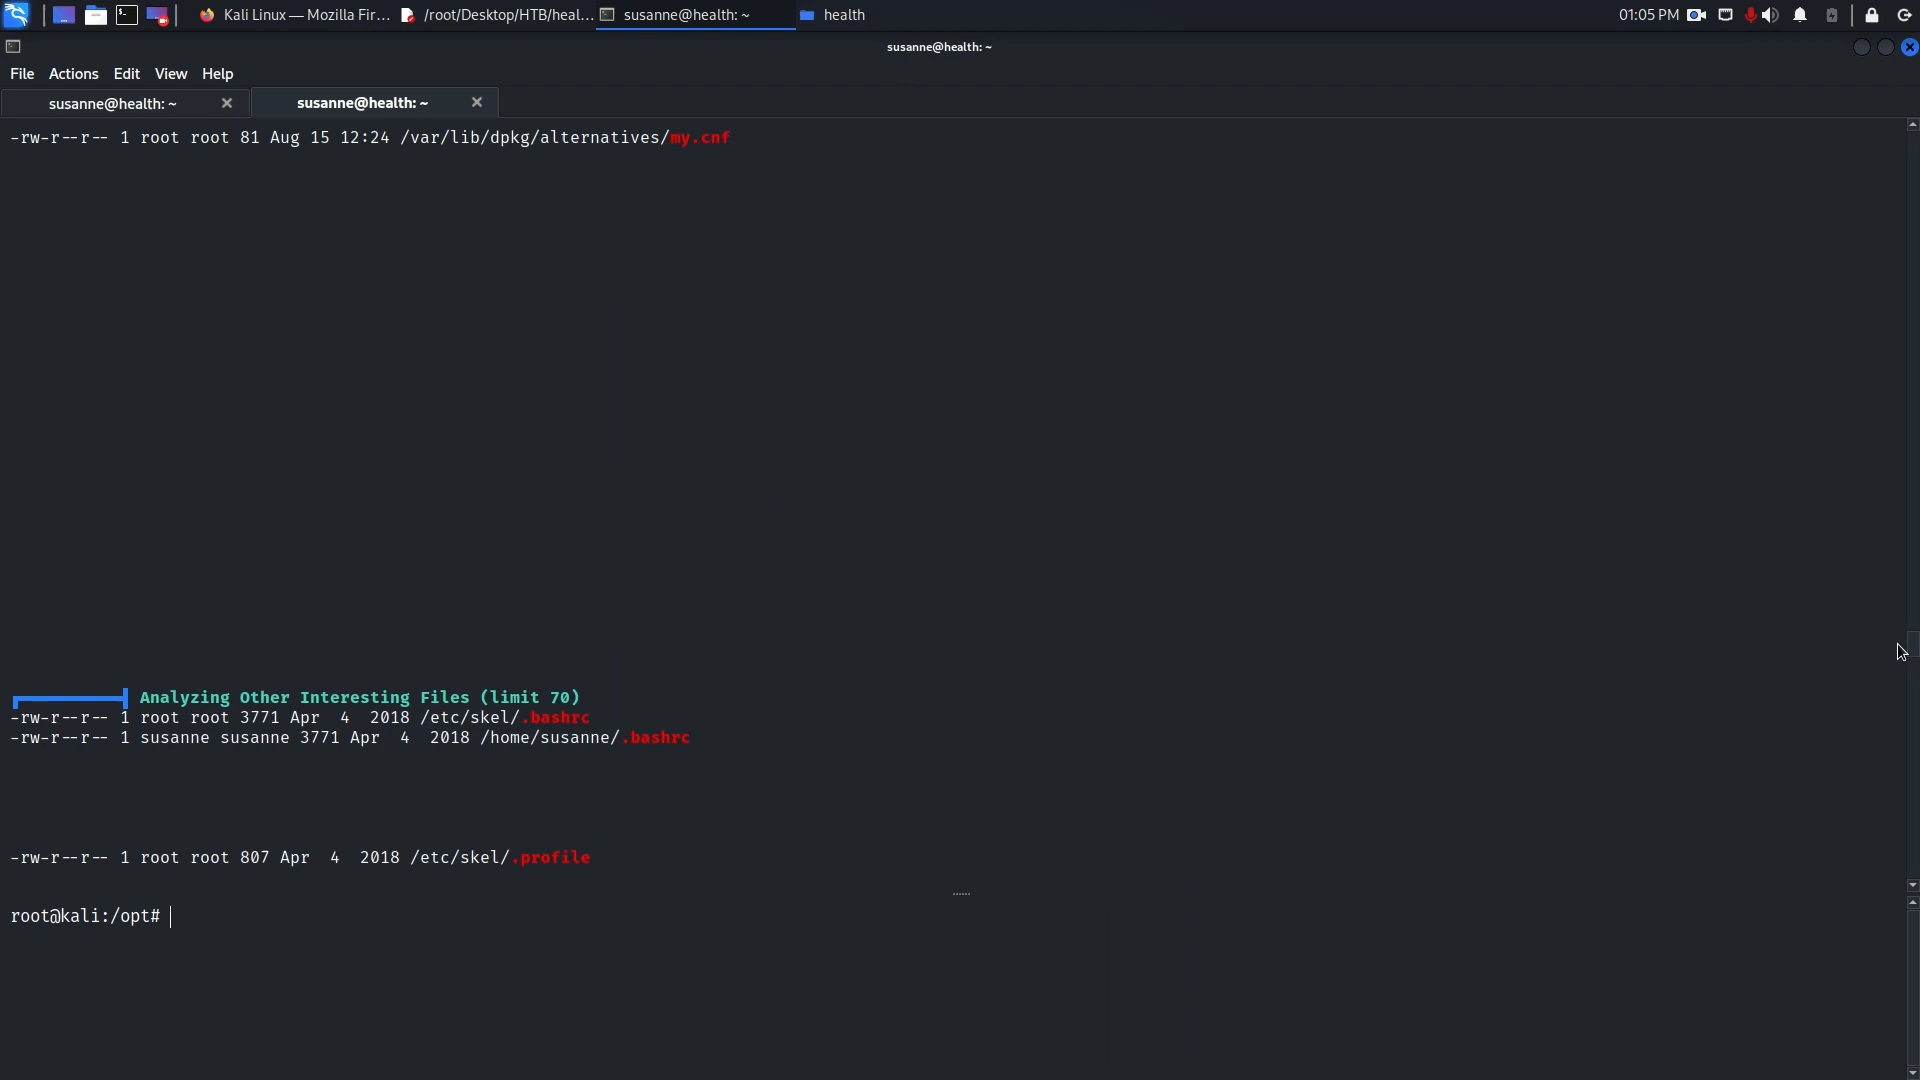 Kali Linux — Mozilla Fir...
/root/Desktop/HTB/heal...
susanne@health: ~
health
01:05 PM
susanne@health: ~
File Actions Edit View Help
susanne@health: ~
susanne@health: ~
-rw-r--r-- 1 root root 81 Aug 15 12:24 /var/lib/dpkg/alternatives/my.cnf
Analyzing Other Interesting Files (limit 70)
-rw-r--r-- 1 root root 3771 Apr  4  2018 /etc/skel/.bashrc
-rw-r--r-- 1 susanne susanne 3771 Apr  4  2018 /home/susanne/.bashrc
-rw-r--r-- 1 root root 807 Apr  4  2018 /etc/skel/.profile
root@kali:/opt#